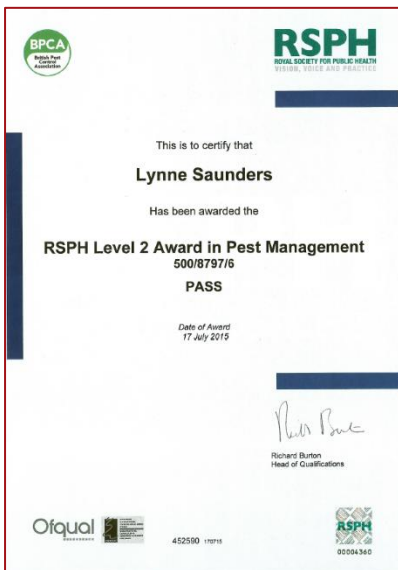 BPCA
British Pest
Control
Association
RSPH
ROYAL SOCIETY FOR PUBLIC HEALTH
VISION, VOICE AND PRACTICE
This is to certify that
Lynne Saunders
Has been awarded the
RSPH Level 2 Award in Pest Management
500/8797/6
PASS
Date of Award
17 July 2015
Richard Burton
Head of Qualifications
Ofqual
452590 170715
RSPH
00004360